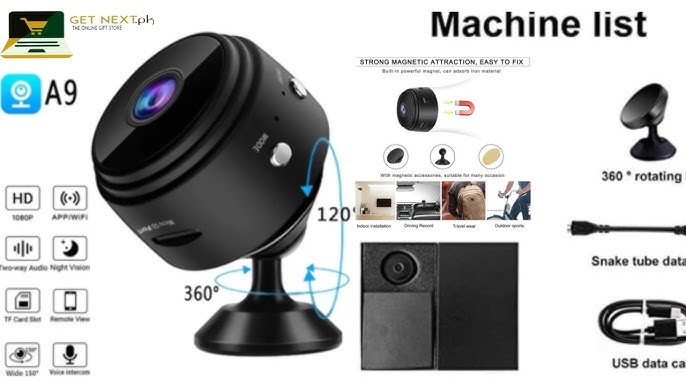 GET NEXT.ph
THE ONLINE GIFT STORE
A9
HD
1080P
APP/WiFi
Two-way Audio
Night Vision
TF Card Slot
Remote View
150°
Wide 150°
Voice intercom
MODE
120°
360°
Machine list
STRONG MAGNETIC ATTRACTION, EASY TO FIX
Built-in powerful magnet, can adsorb iron material
With magnetic accessories, suitable for many occasion
Indoor installation
Driving Record
Travel wear
Outdoor sports
360 ° rotating
Snake tube data
USB data ca